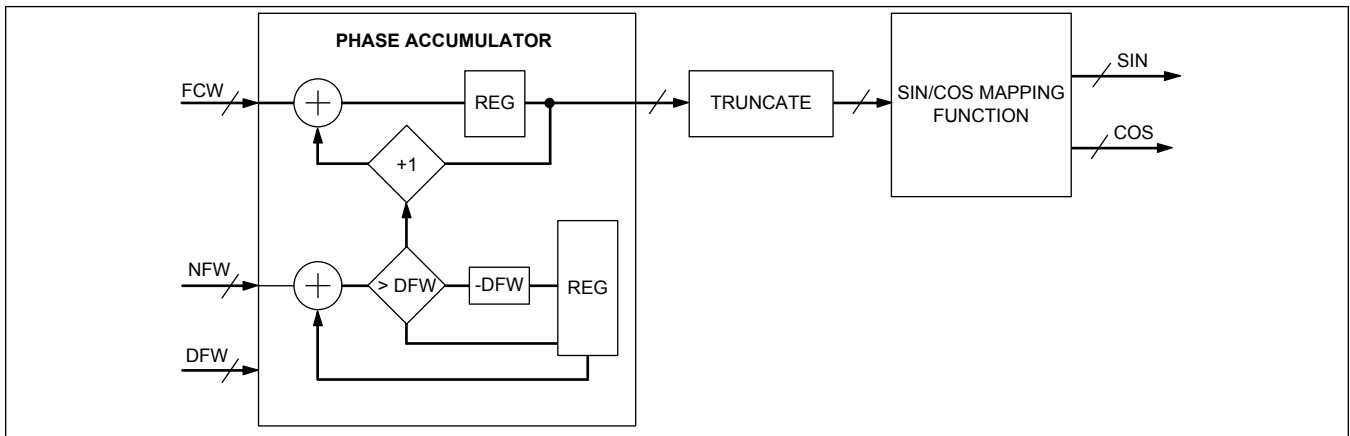 PHASE ACCUMULATOR
FCW
+
REG
+1
TRUNCATE
SIN/COS MAPPING
FUNCTION
SIN
COS
NFW
+
> DFW
-DFW
REG
DFW